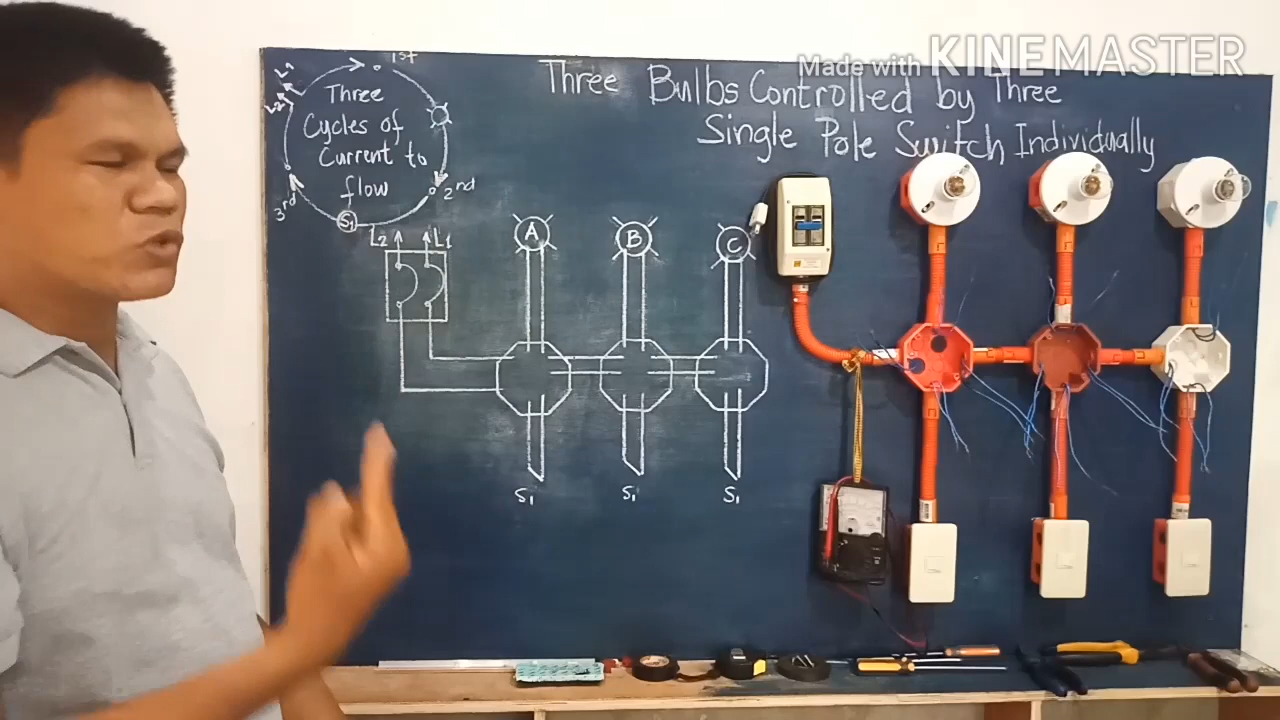 Made with KINEMASTER
Three Bulbs Controlled by Three
Single Pole Switch Individually
1st
L1
L2
Three
Cycles of
Current to
flow
2nd
3rd
S1
L2 L1
A
B
C
S1
S1
S1